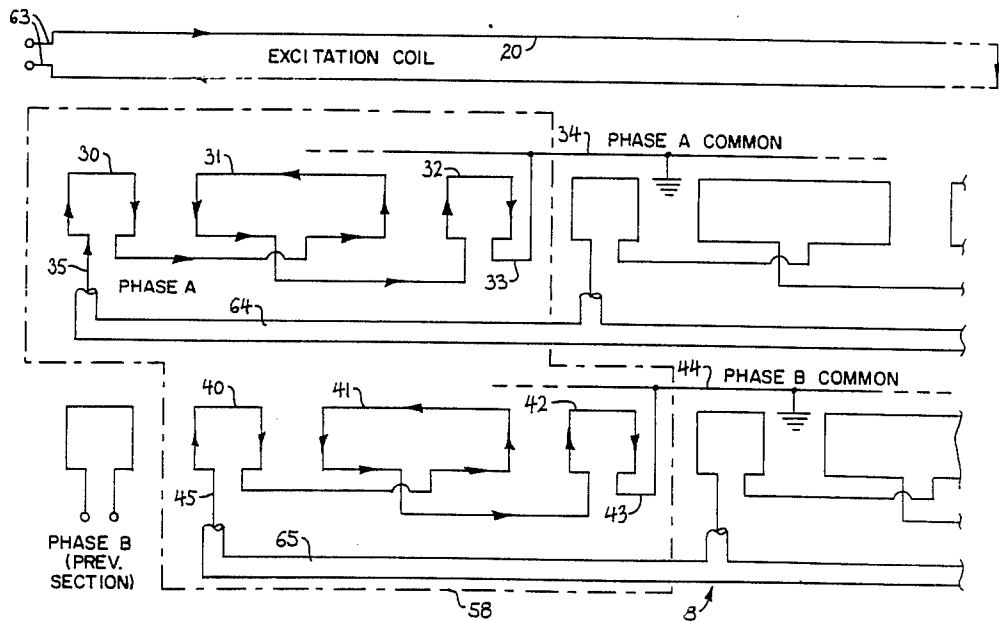 63
EXCITATION COIL
20
34
PHASE A COMMON
30
31
32
35
33
PHASE A
64
44
PHASE B COMMON
40
41
42
45
43
PHASE B
(PREV.
SECTION)
65
58
8